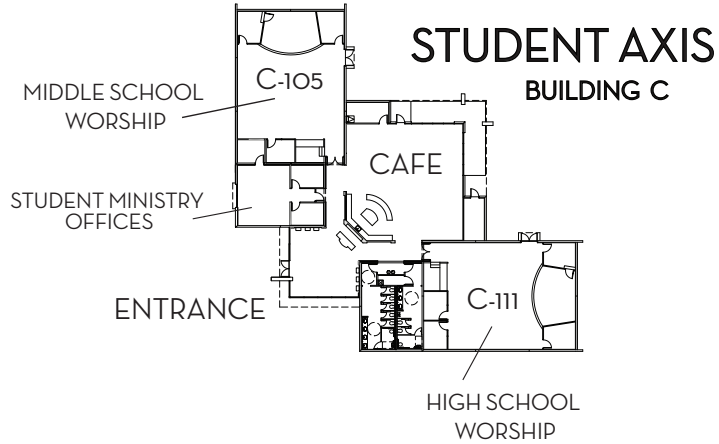 STUDENT AXIS
BUILDING C
C-105
MIDDLE SCHOOL
WORSHIP
CAFE
STUDENT MINISTRY
OFFICES
ENTRANCE
C-111
HIGH SCHOOL
WORSHIP